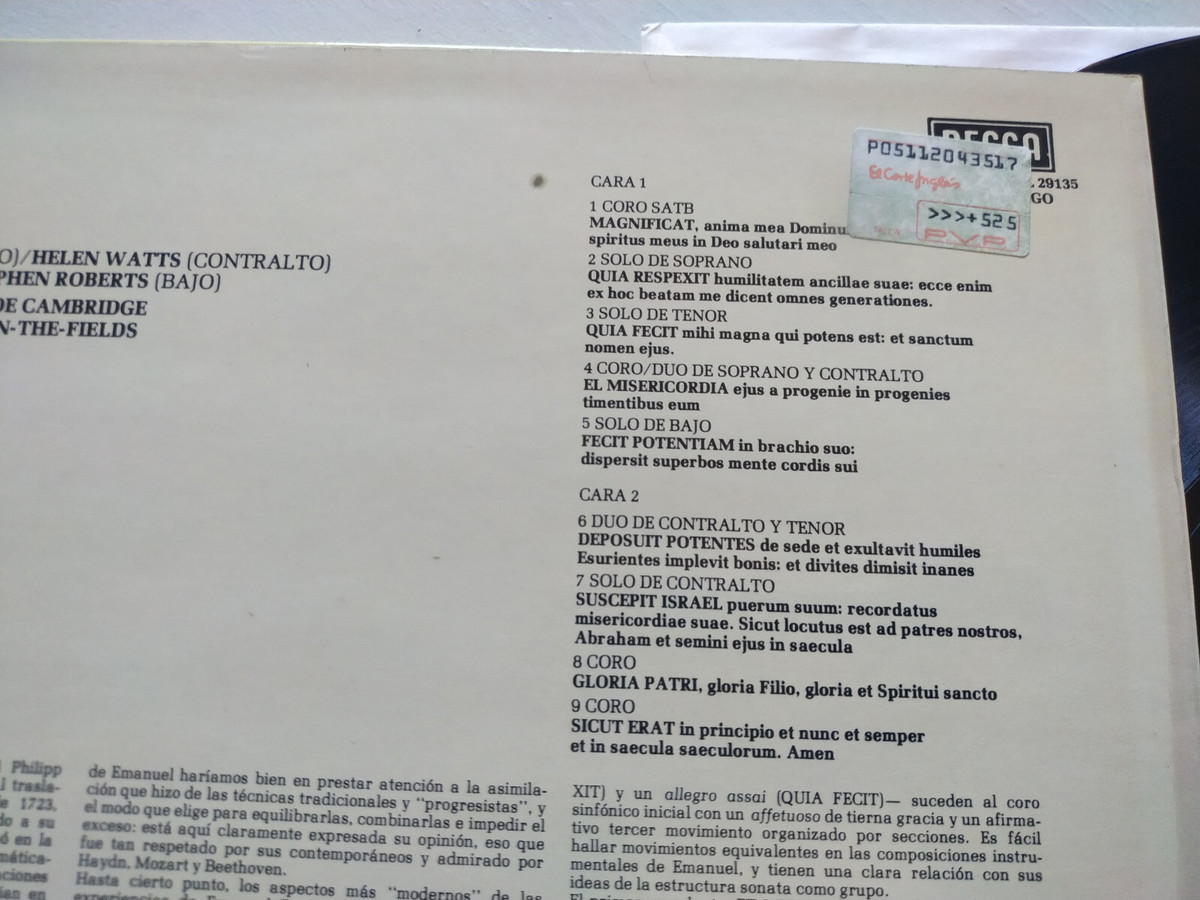 DECCA
P05112043517
El Corte Inglés
>>>+525
PVP
29135
GO
O)/HELEN WATTS (CONTRALTO)
PHEN ROBERTS (BAJO)
DE CAMBRIDGE
N-THE-FIELDS
CARA 1
1 CORO SATB
MAGNIFICAT, anima mea Dominu
spiritus meus in Deo salutari meo
2 SOLO DE SOPRANO
QUIA RESPEXIT humilitatem ancillae suae: ecce enim
ex hoc beatam me dicent omnes generationes.
3 SOLO DE TENOR
QUIA FECIT mihi magna qui potens est: et sanctum
nomen ejus.
4 CORO/DUO DE SOPRANO Y CONTRALTO
EL MISERICORDIA ejus a progenie in progenies
timentibus eum
5 SOLO DE BAJO
FECIT POTENTIAM in brachio suo:
dispersit superbos mente cordis sui
CARA 2
6 DUO DE CONTRALTO Y TENOR
DEPOSUIT POTENTES de sede et exultavit humiles
Esurientes implevit bonis: et divites dimisit inanes
7 SOLO DE CONTRALTO
SUSCEPIT ISRAEL puerum suum: recordatus
misericordiae suae. Sicut locutus est ad patres nostros,
Abraham et semini ejus in saecula
8 CORO
GLORIA PATRI, gloria Filio, gloria et Spiritui sancto
9 CORO
SICUT ERAT in principio et nunc et semper
et in saecula saeculorum. Amen
l Philipp
l trasla-
e 1723,
do a su
ó en la
mática-
ciones
ían en
de Emanuel haríamos bien en prestar atención a la asimila-
ción que hizo de las técnicas tradicionales y "progresistas", y
el modo que elige para equilibrarlas, combinarlas e impedir el
exceso: está aquí claramente expresada su opinión, eso que
fue tan respetado por sus contemporáneos y admirado por
Haydn, Mozart y Beethoven.
Hasta cierto punto, los aspectos más "modernos" de las
XIT) y un allegro assai (QUIA FECIT)— suceden al coro
sinfónico inicial con un affetuoso de tierna gracia y un afirma-
tivo tercer movimiento organizado por secciones. Es fácil
hallar movimientos equivalentes en las composiciones instru-
mentales de Emanuel, y tienen una clara relación con sus
ideas de la estructura sonata como grupo.